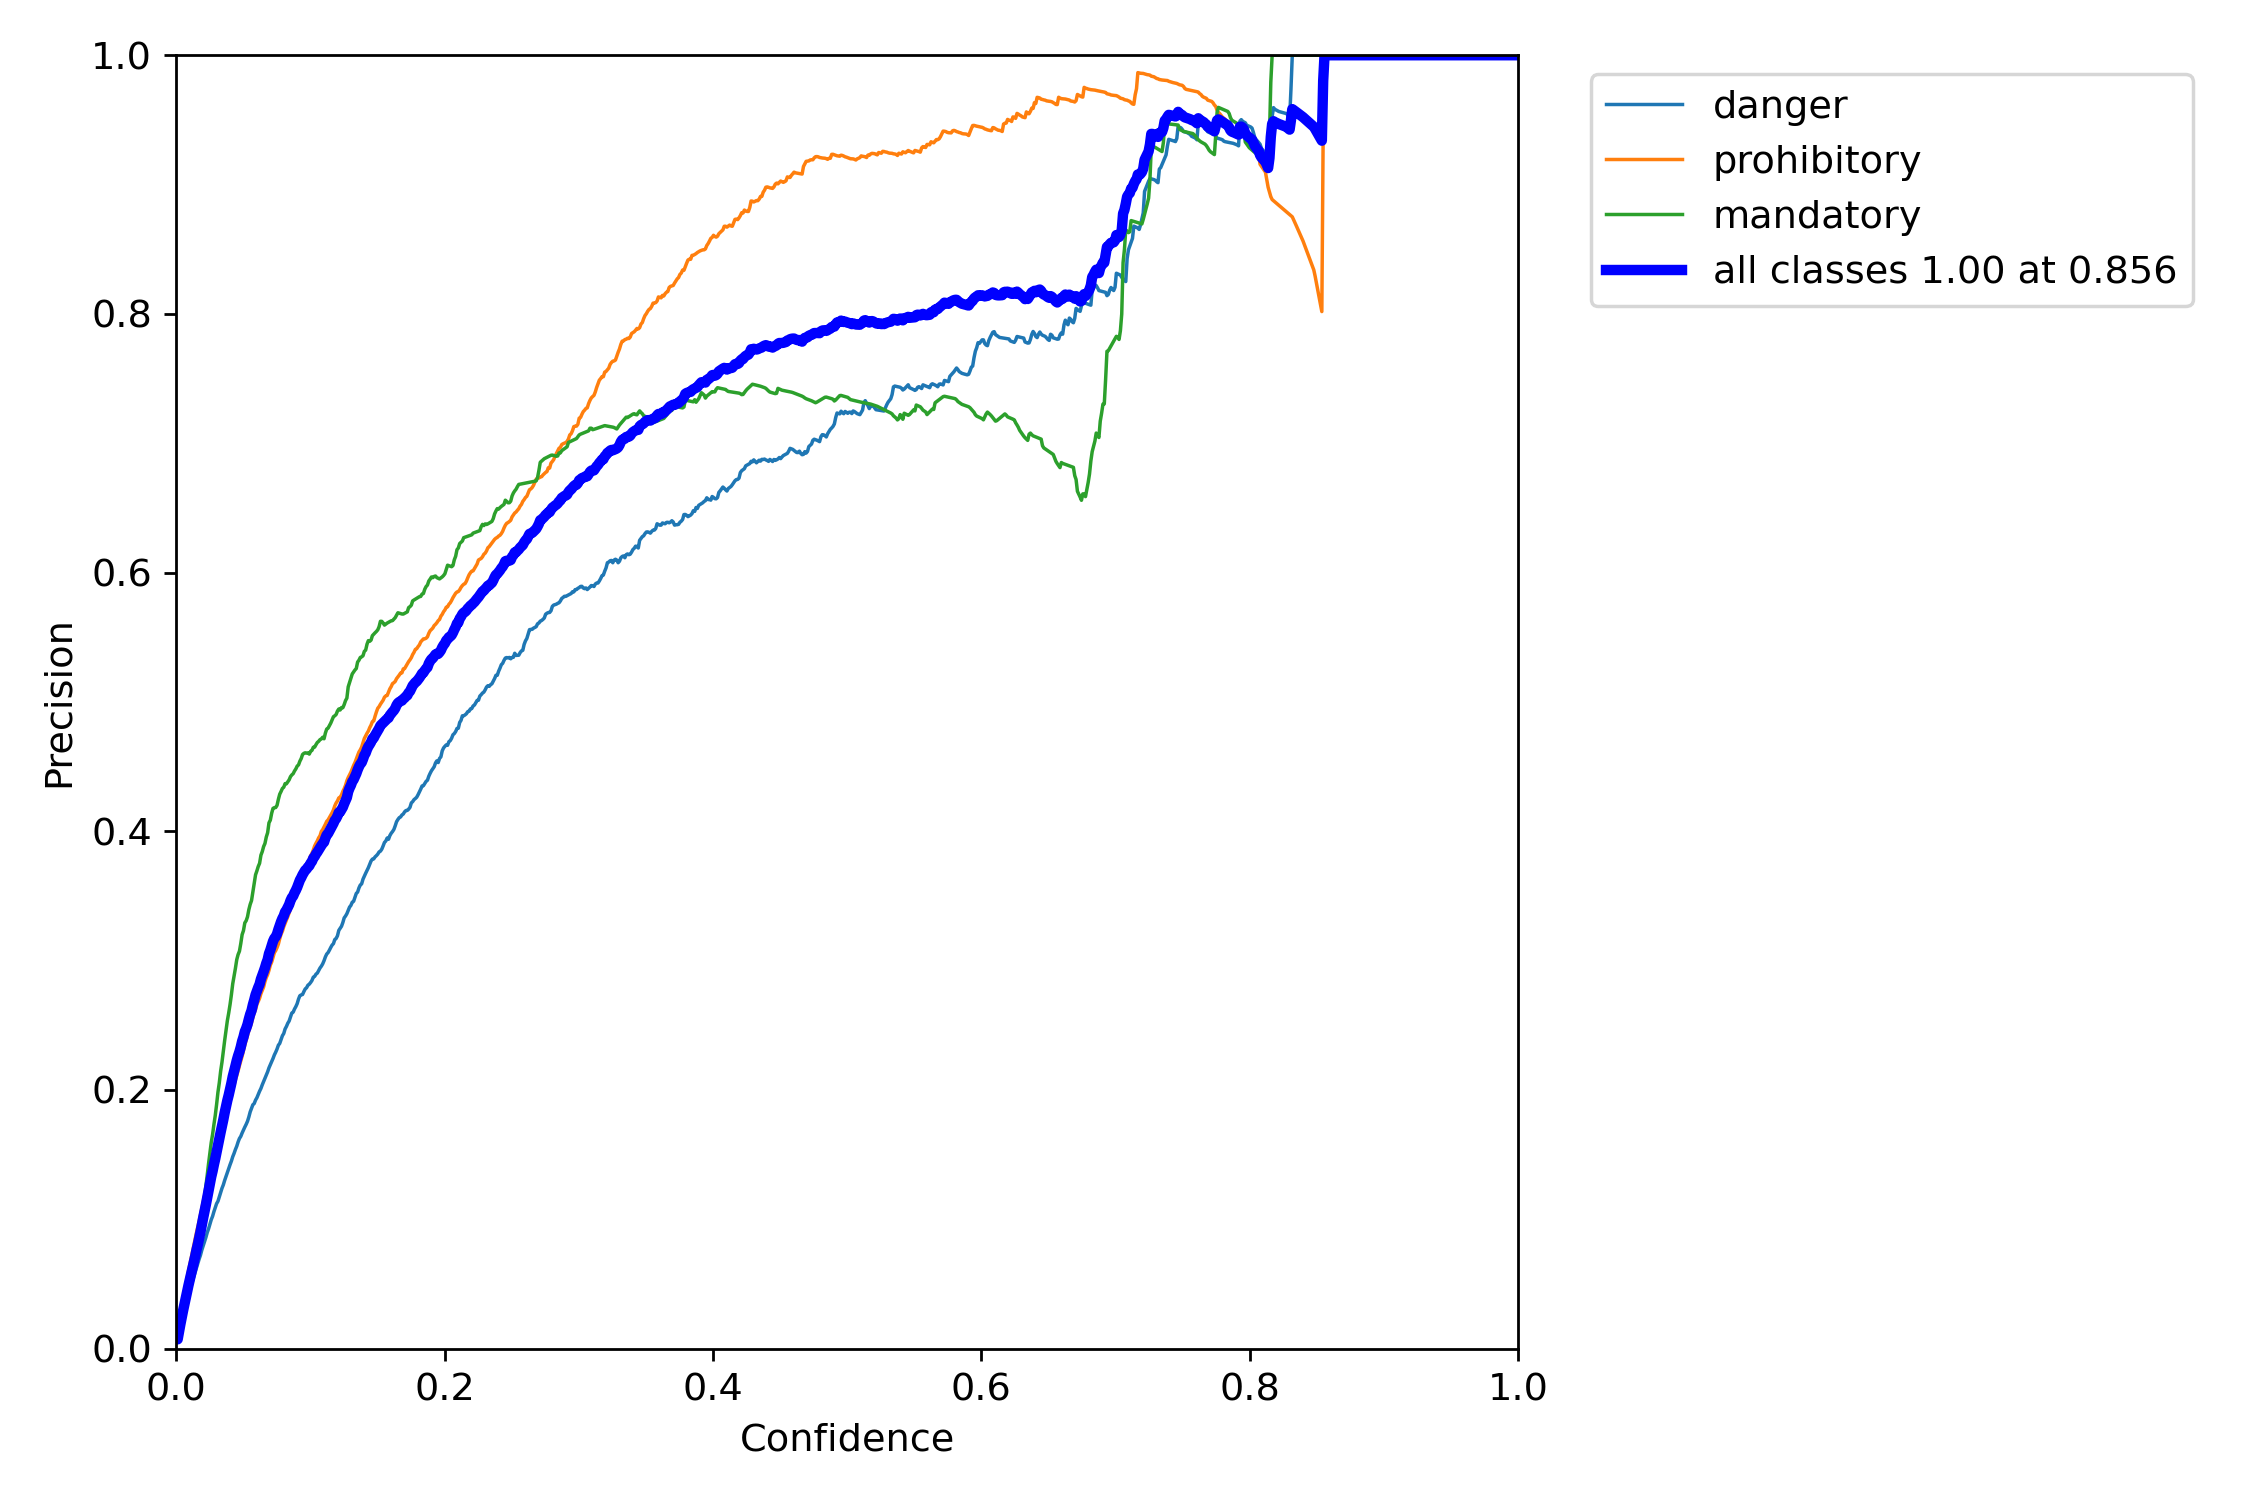 1.0
0.8
0.6
0.4
0.2
0.0
Precision
0.0 0.2 0.4 0.6 0.8 1.0
Confidence
danger
prohibitory
mandatory
all classes 1.00 at 0.856